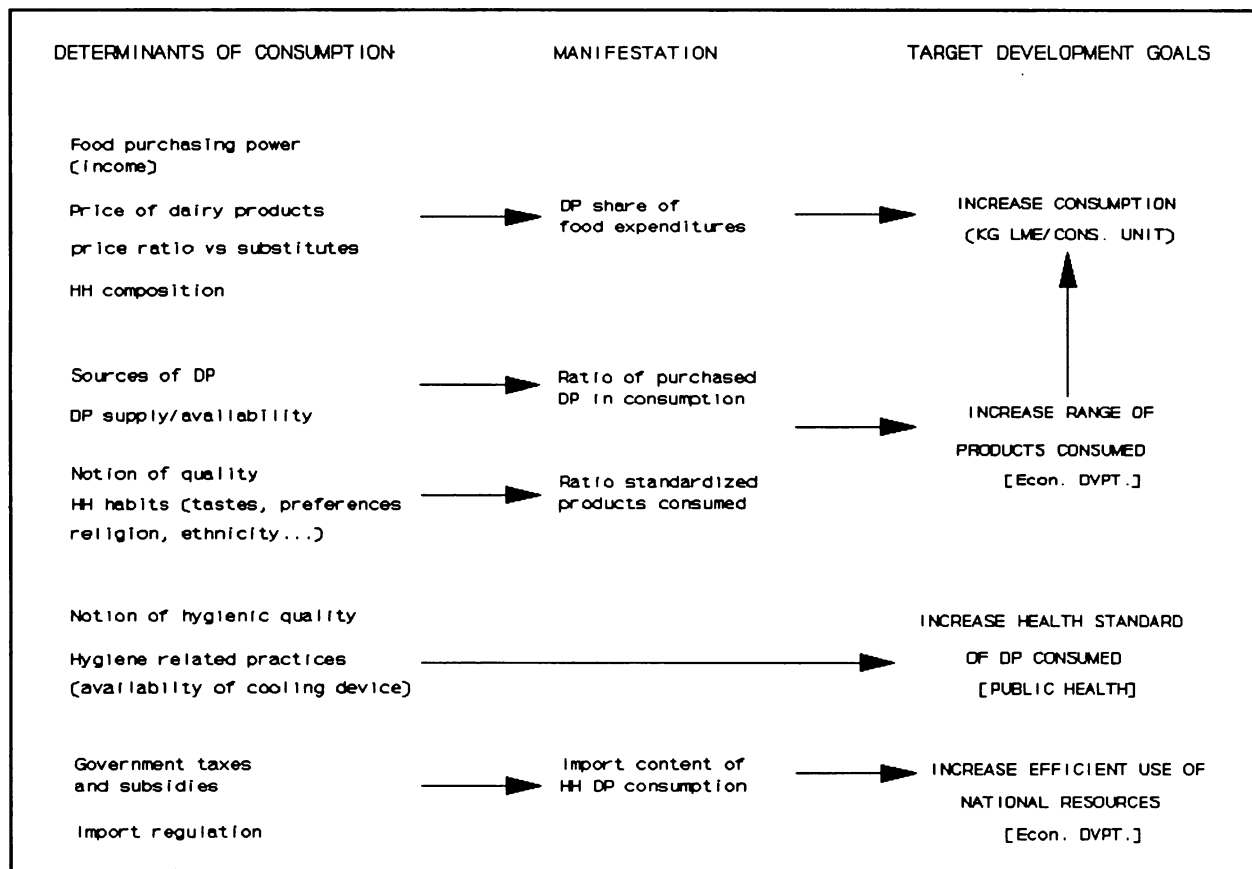 DETERMINANTS OF CONSUMPTION
MANIFESTATION
TARGET DEVELOPMENT GOALS
Food purchasing power
(income)
Price of dairy products
price ratio vs substitutes
HH composition
DP share of
food expenditures
INCREASE CONSUMPTION
(KG LME/CONS. UNIT)
Sources of DP
DP supply/availability
Ratio of purchased
DP in consumption
INCREASE RANGE OF
PRODUCTS CONSUMED
[Econ. DVPT.]
Notion of quality
HH habits (tastes, preferences
religion, ethnicity...)
Ratio standardized
products consumed
Notion of hygienic quality
Hygiene related practices
(availabilty of cooling device)
INCREASE HEALTH STANDARD
OF DP CONSUMED
[PUBLIC HEALTH]
Government taxes
and subsidies
Import regulation
Import content of
HH DP consumption
INCREASE EFFICIENT USE OF
NATIONAL RESOURCES
[Econ. DVPT.]